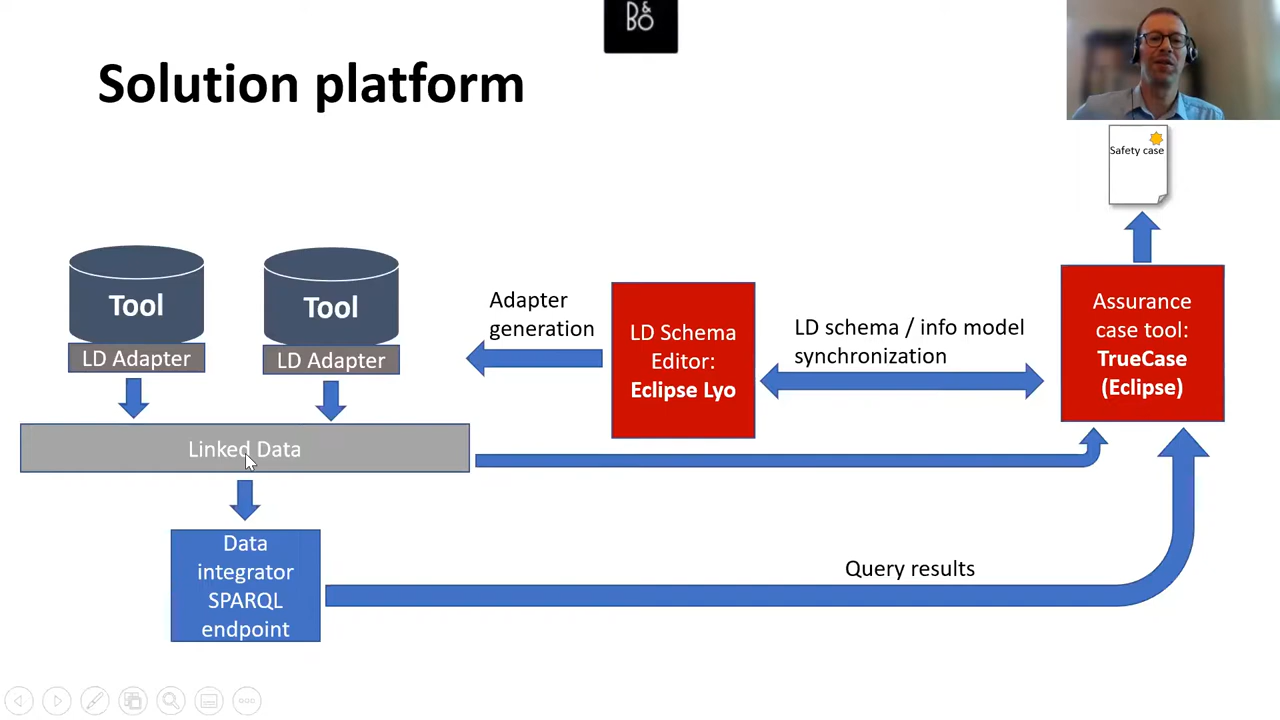 B&O
Solution platform
Safety case
Tool
LD Adapter
Tool
LD Adapter
Linked Data
Data
integrator
SPARQL
endpoint
Adapter
generation
LD Schema
Editor:
Eclipse Lyo
LD schema / info model
synchronization
Assurance
case tool:
TrueCase
(Eclipse)
Query results